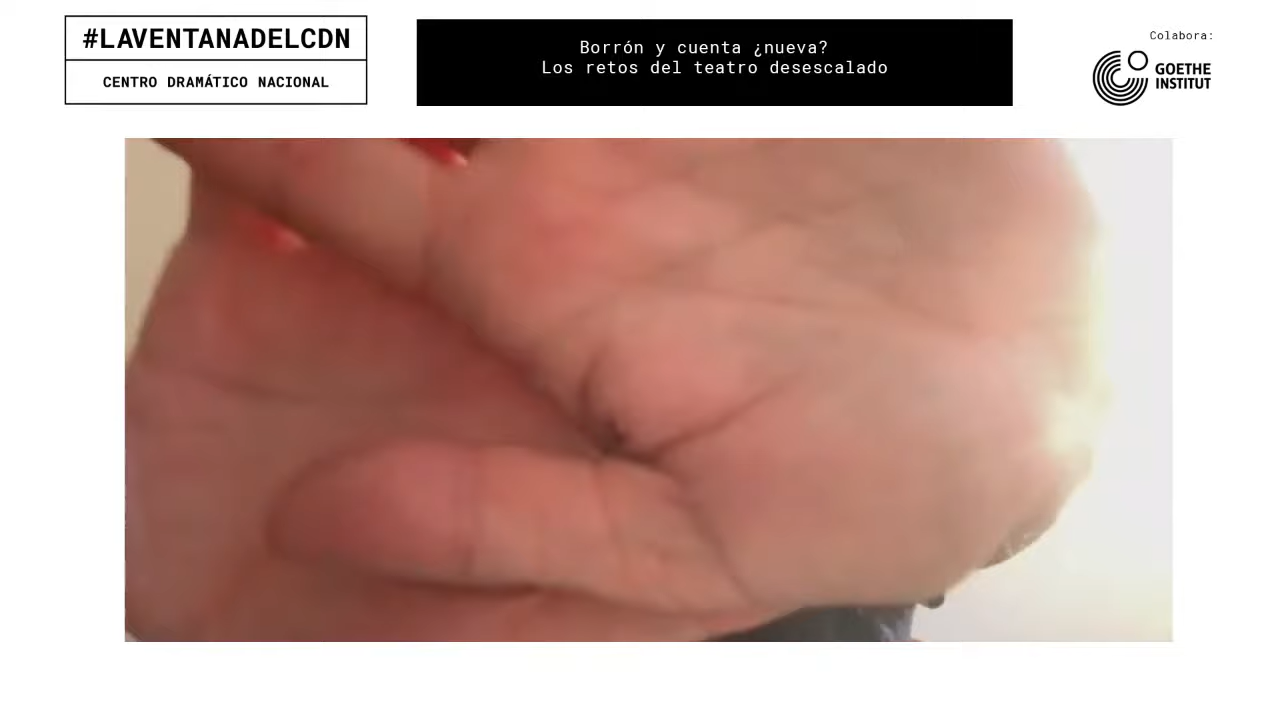 #LAVENTANADELCDN
CENTRO DRAMÁTICO NACIONAL
Borrón y cuenta ¿nueva?
Los retos del teatro desescalado
Colabora:
GOETHE
INSTITUT